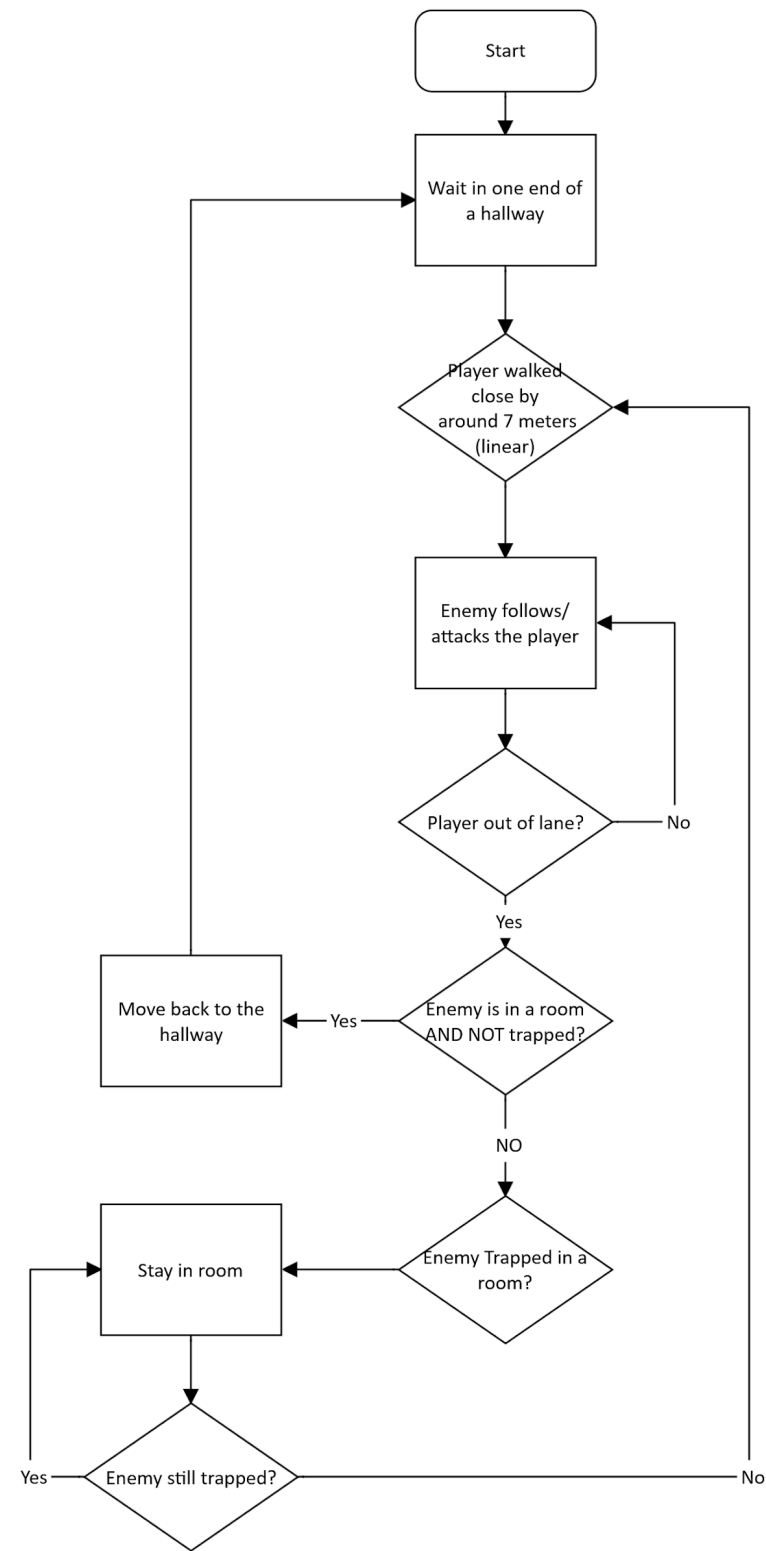 Start
Wait in one end of
a hallway
Player walked
close by
around 7 meters
(linear)
Enemy follows/
attacks the player
Player out of lane?
No
Yes
Move back to the
hallway
Yes
Enemy is in a room
AND NOT trapped?
NO
Stay in room
Enemy Trapped in a
room?
Yes
Enemy still trapped?
No